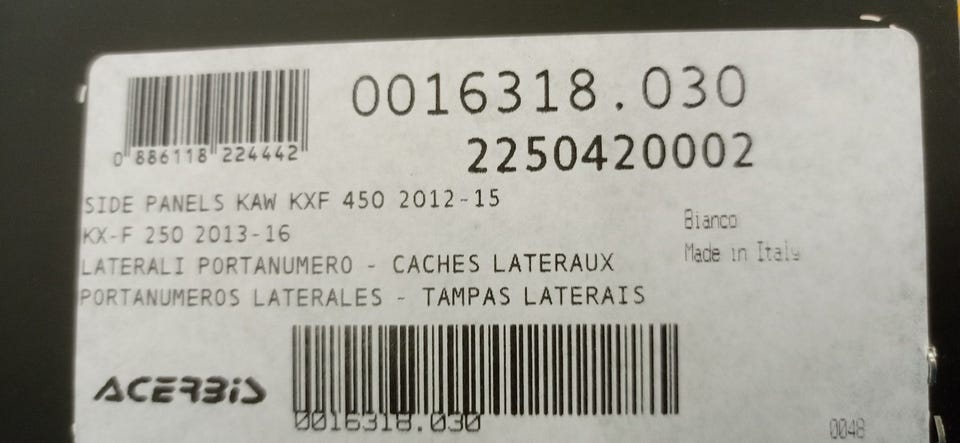 0016318.030
0 886118 224442
2250420002
SIDE PANELS KAW KXF 450 2012-15
KX-F 250 2013-16
Bianco
Made in Italy
LATERALI PORTANUMERO - CACHES LATERAUX
PORTANUMEROS LATERALES - TAMPAS LATERAIS
ACERBiS
0016318.030
0048